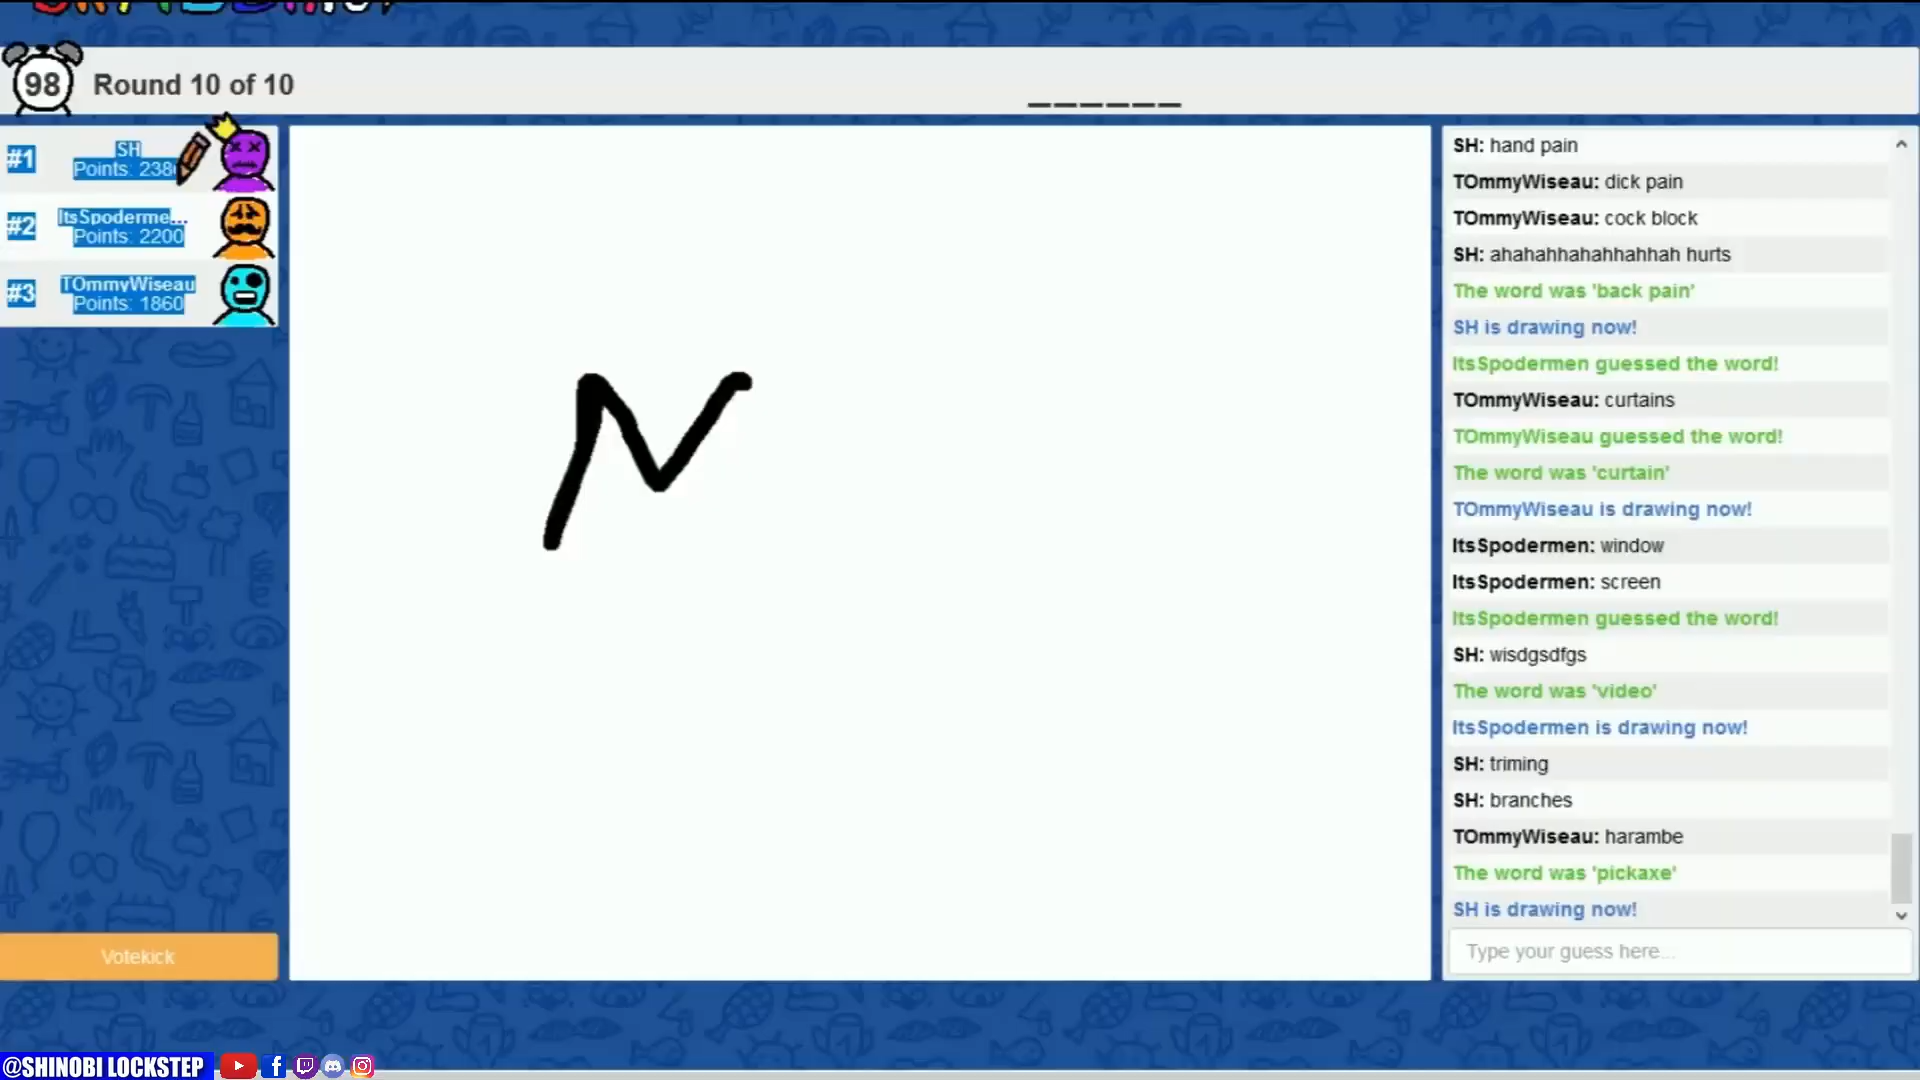 98
Round 10 of 10
______
#1
SH
Points: 238
#2
ItsSpoderme...
Points: 2200
#3
TOmmyWiseau
Points: 1860
SH: hand pain
TOmmyWiseau: dick pain
TOmmyWiseau: cock block
SH: ahahahhahahhahhah hurts
The word was 'back pain'
SH is drawing now!
ItsSpodermen guessed the word!
TOmmyWiseau: curtains
TOmmyWiseau guessed the word!
The word was 'curtain'
TOmmyWiseau is drawing now!
ItsSpodermen: window
ItsSpodermen: screen
ItsSpodermen guessed the word!
SH: wisdgsdfgs
The word was 'video'
ItsSpodermen is drawing now!
SH: triming
SH: branches
TOmmyWiseau: harambe
The word was 'pickaxe'
SH is drawing now!
Type your guess here...
Votekick
@SHINOBI LOCKSTEP